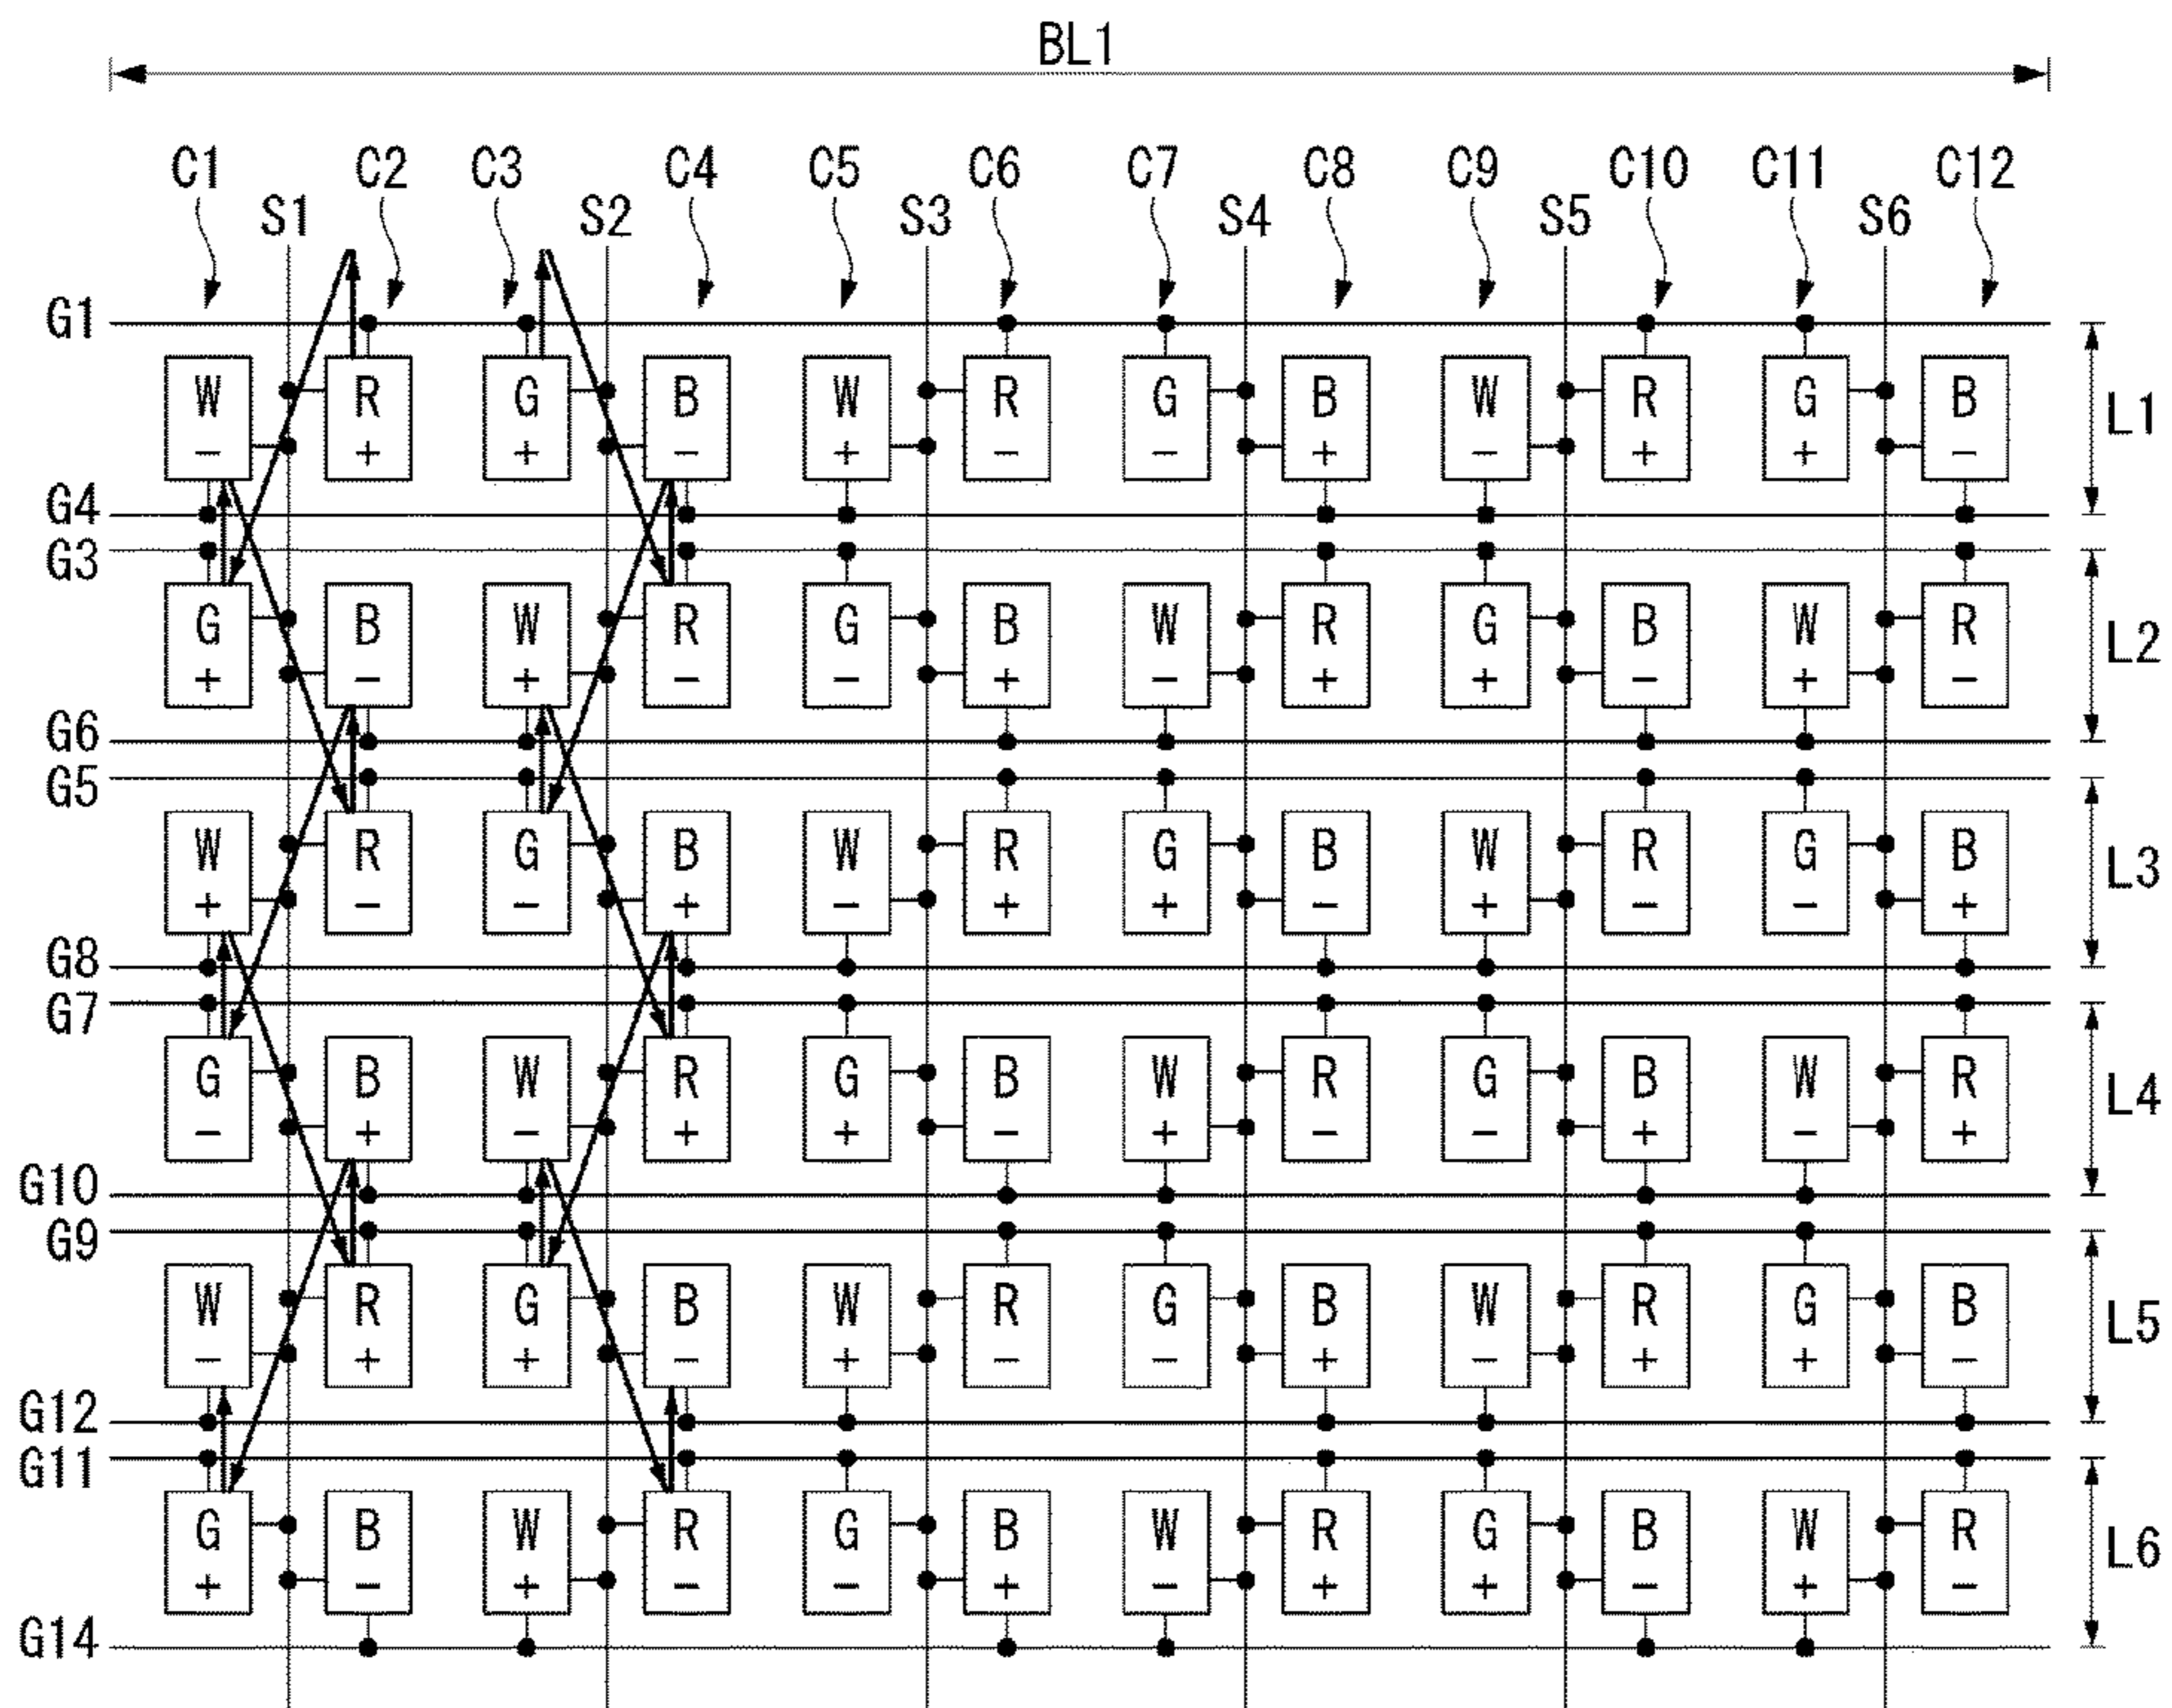 BL1
C1 C2 C3 C4 C5 C6 C7 C8 C9 C10 C11 C12
S1 S2 S3 S4 S5 S6
G1
W R G B W R G B W R G B L1
- + + - + - - + - + + -
G4
G3
G B W R G B W R G B W R L2
+ - + - - + - + + - + -
G6
G5
W R G B W R G B W R G B L3
+ - - + - + + - + - - +
G8
G7
G B W R G B W R G B W R L4
- + - + + - + - - + - +
G10
G9
W R G B W R G B W R G B L5
- + + - + - - + - + + -
G12
G11
G B W R G B W R G B W R L6
+ - + - - + - + + - + -
G14